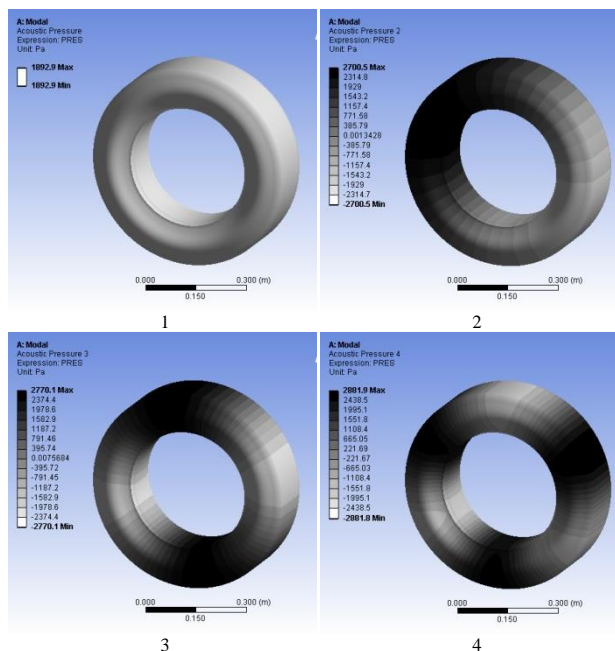 A: Modal
Acoustic Pressure
Expression: PRES
Unit: Pa
1892.9 Max
1892.9 Min
0.000
0.300 (m)
0.150
1
A: Modal
Acoustic Pressure 2
Expression: PRES
Unit: Pa
2700.5 Max
2314.8
1929
1543.2
1157.4
771.58
385.79
0.0013428
-385.79
-771.58
-1157.4
-1543.2
-1929
-2314.7
-2700.5 Min
0.000
0.300 (m)
0.150
2
A: Modal
Acoustic Pressure 3
Expression: PRES
Unit: Pa
2770.1 Max
2374.4
1978.6
1582.9
1187.2
791.46
395.74
0.0075684
-395.72
-791.45
-1187.2
-1582.9
-1978.6
-2374.4
-2770.1 Min
0.000
0.300 (m)
0.150
3
A: Modal
Acoustic Pressure 4
Expression: PRES
Unit: Pa
2881.9 Max
2438.5
1995.1
1551.8
1108.4
665.05
221.69
-221.67
-665.03
-1108.4
-1551.8
-1995.1
-2438.5
-2881.8 Min
0.000
0.300 (m)
0.150
4